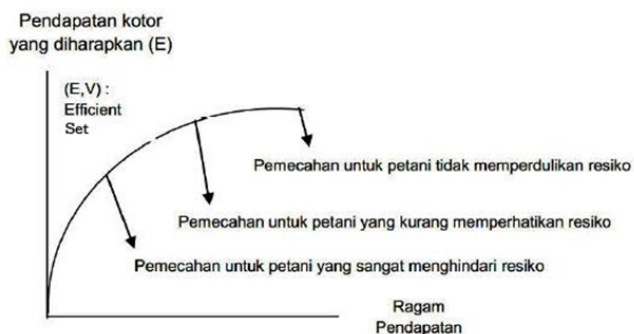 Pendapatan kotor
yang diharapkan (E)
(E,V) :
Efficient
Set
Pemecahan untuk petani tidak memperdulikan resiko
Pemecahan untuk petani yang kurang memperhatikan resiko
Pemecahan untuk petani yang sangat menghindari resiko
Ragam
Pendapatan